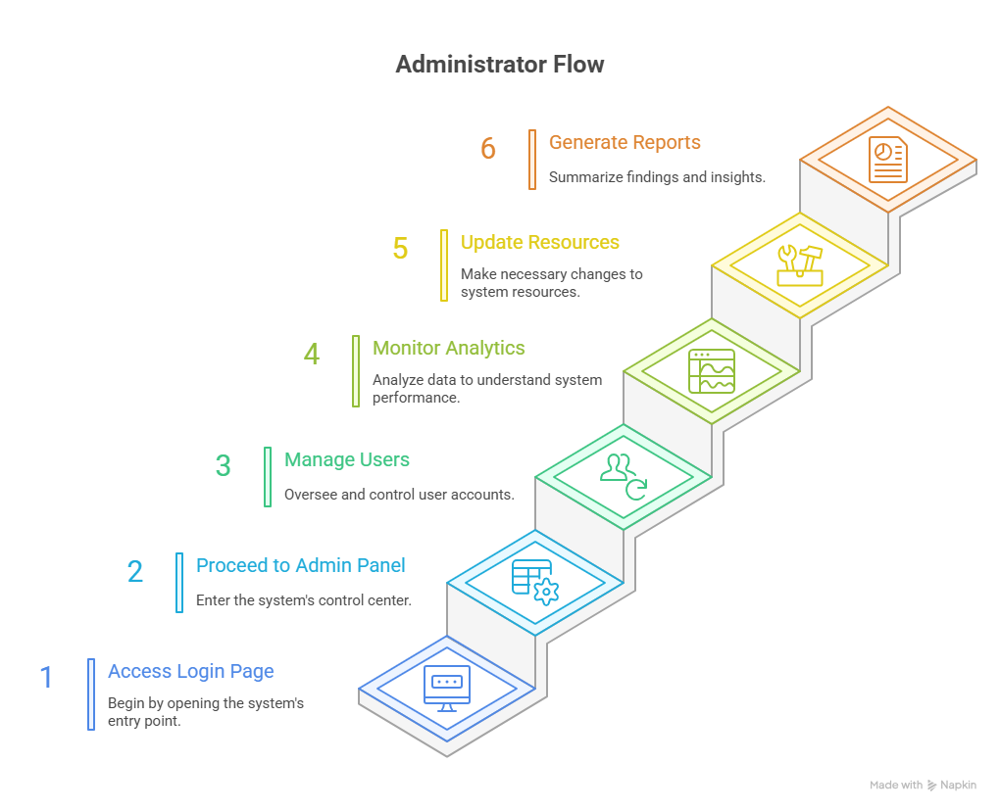 Administrator Flow
6
Generate Reports
Summarize findings and insights.
5
Update Resources
Make necessary changes to
system resources.
4
Monitor Analytics
Analyze data to understand system
performance.
3
Manage Users
Oversee and control user accounts.
2
Proceed to Admin Panel
Enter the system's control center.
1
Access Login Page
Begin by opening the system's
entry point.
Made with Napkin